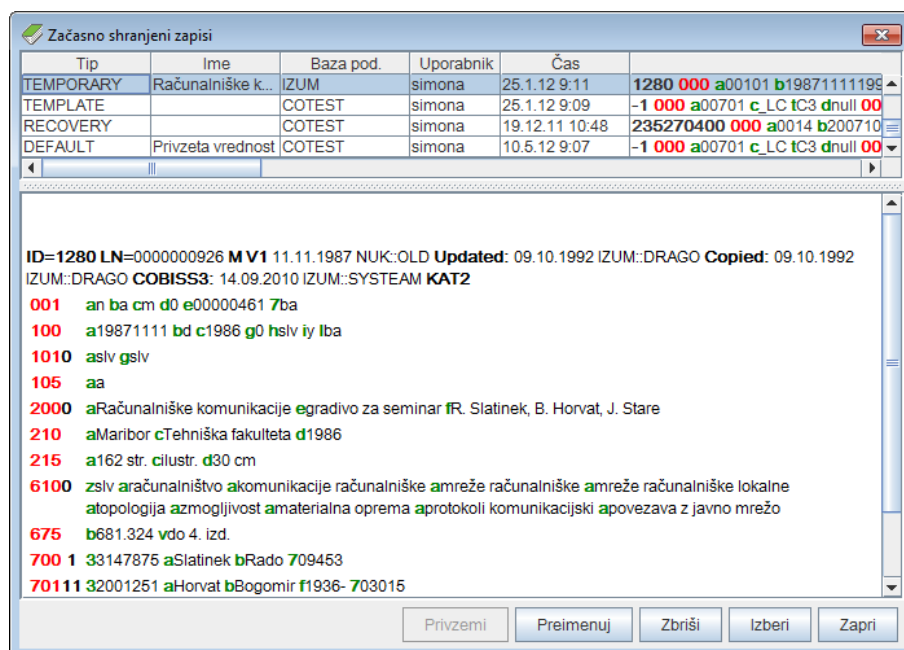 Začasno shranjeni zapisi
Tip Ime Baza pod. Uporabnik Čas
TEMPORARY Računalniške k... IZUM simona 25.1.12 9:11 1280 000 a00101 b19871111199
TEMPLATE COTEST simona 25.1.12 9:09 -1 000 a00701 c_LC tC3 dnull 00
RECOVERY COTEST simona 19.12.11 10:48 235270400 000 a0014 b200710
DEFAULT Privzeta vrednost COTEST simona 10.5.12 9:07 -1 000 a00701 c_LC tC3 dnull 00
ID=1280 LN=0000000926 M V1 11.11.1987 NUK::OLD Updated: 09.10.1992 IZUM::DRAGO Copied: 09.10.1992
IZUM::DRAGO COBISS3: 14.09.2010 IZUM::SYSTEAM KAT2
001 an ba cm d0 e00000461 7ba
100 a19871111 bd c1986 g0 hslv iy lba
1010 aslv gslv
105 aa
2000 aRačunalniške komunikacije egradivo za seminar fR. Slatinek, B. Horvat, J. Stare
210 aMaribor cTehniška fakulteta d1986
215 a162 str. cilustr. d30 cm
6100 zslv aračunalništvo akomunikacije računalniške amreže računalniške amreže računalniške lokalne
atopologija azmogljivost amaterialna oprema aprotokoli komunikacijski apovezava z javno mrežo
675 b681.324 vdo 4. izd.
700 1 33147875 aSlatinek bRado 709453
70111 32001251 aHorvat bBogomir f1936- 703015
Privzemi Preimenuj Zbriši Izberi Zapri